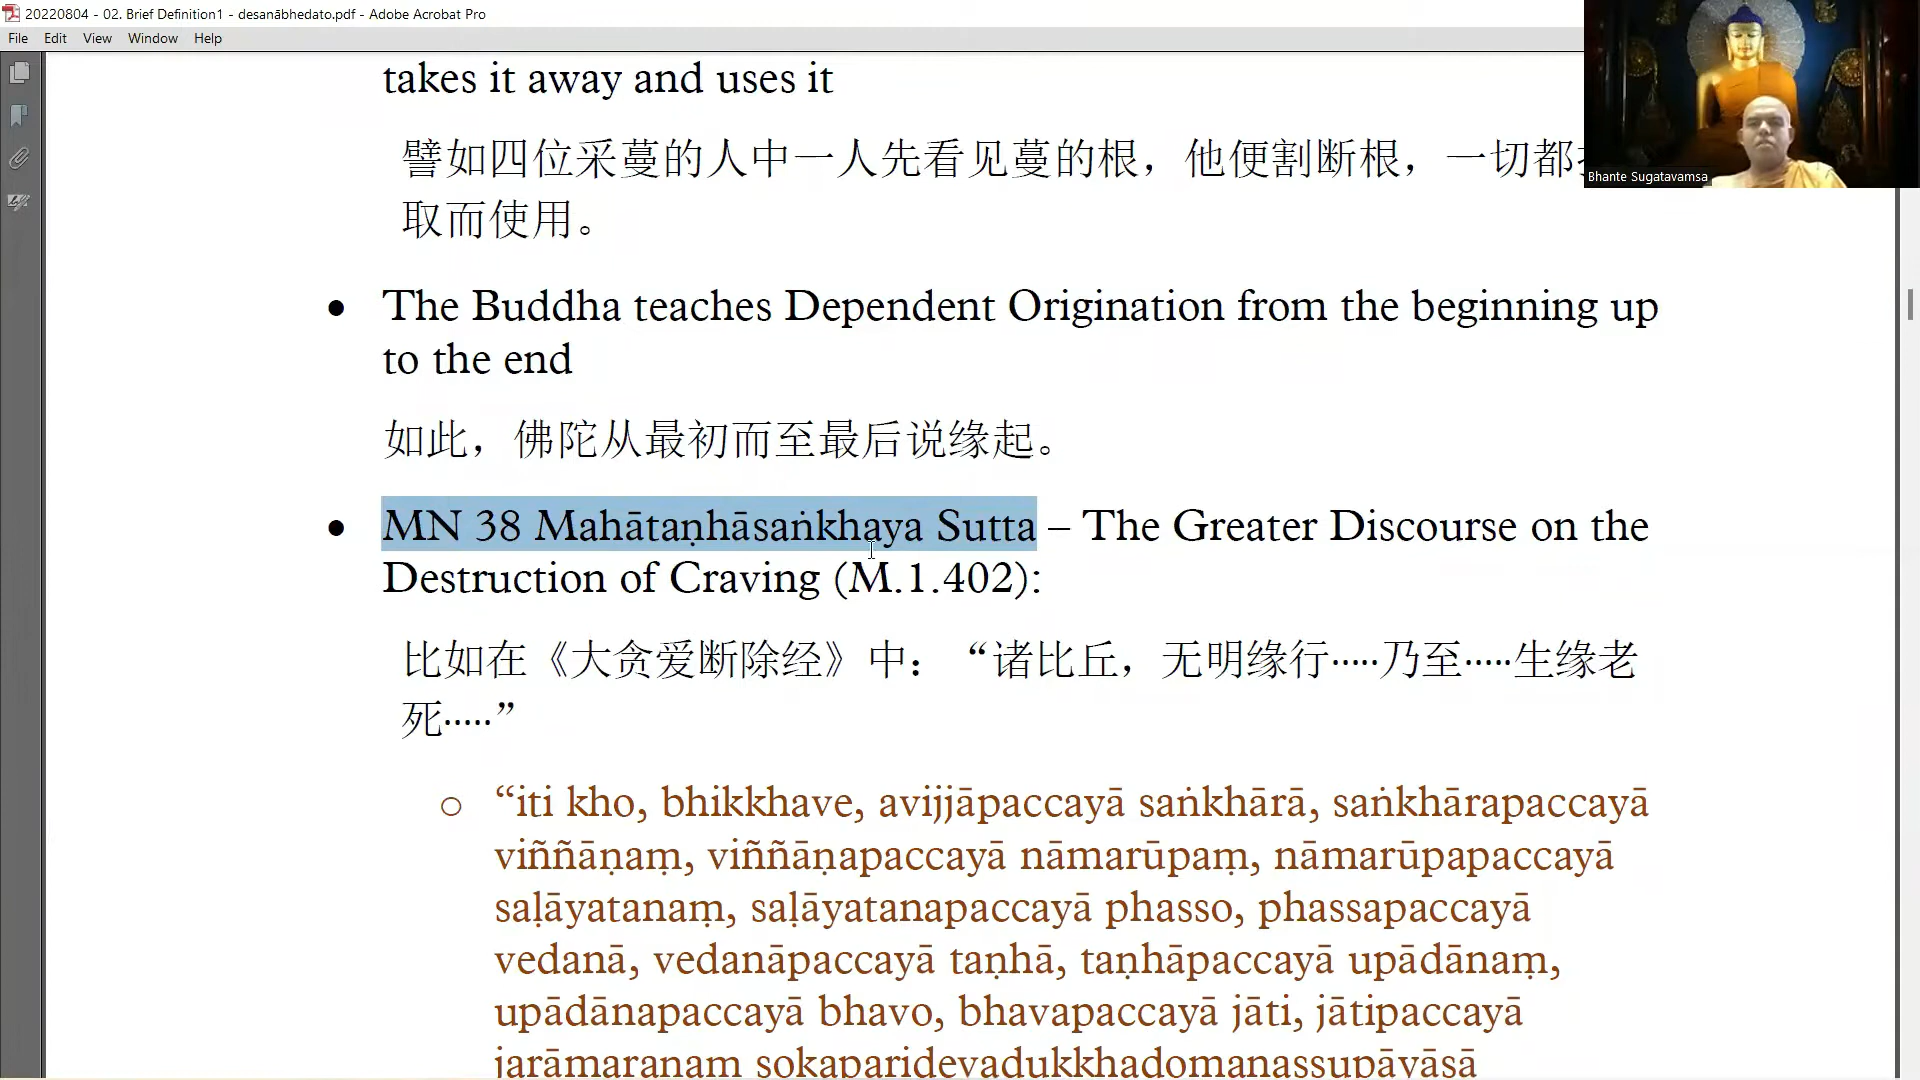 20220804 - 02. Brief Definition1 - desanābhedato.pdf - Adobe Acrobat Pro
File Edit View Window Help
takes it away and uses it
譬如四位采蔓的人中一人先看见蔓的根，他便割断根，一切都
取而使用。
Bhante Sugatavamsa
• The Buddha teaches Dependent Origination from the beginning up
to the end
如此，佛陀从最初而至最后说缘起。
• MN 38 Mahātaṇhāsaṅkhaya Sutta – The Greater Discourse on the
Destruction of Craving (M.1.402):
比如在《大贪爱断除经》中：“诸比丘，无明缘行·····乃至·····生缘老
死·····”
o “iti kho, bhikkhave, avijjāpaccayā saṅkhārā, saṅkhārapaccayā
viññāṇaṃ, viññāṇapaccayā nāmarūpaṃ, nāmarūpapaccayā
saḷāyatanaṃ, saḷāyatanapaccayā phasso, phassapaccayā
vedanā, vedanāpaccayā taṇhā, taṇhāpaccayā upādānaṃ,
upādānapaccayā bhavo, bhavapaccayā jāti, jātipaccayā
jarāmaraṇaṃ sokaparidevadukkhadomanassupāyāsā